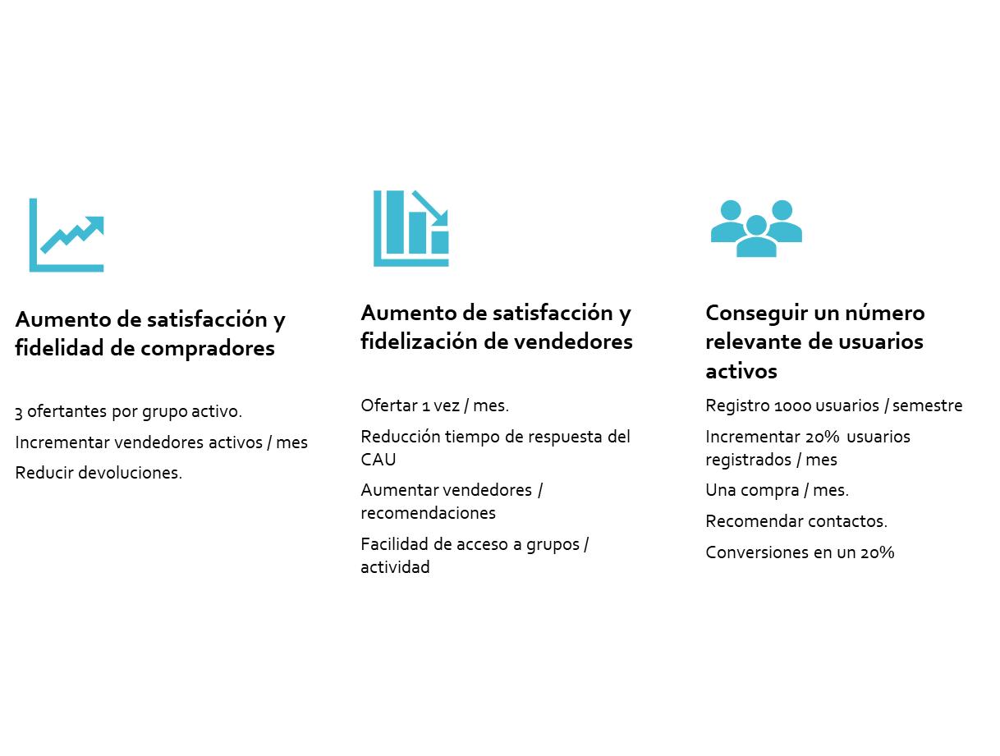 Aumento de satisfacción y
fidelidad de compradores
3 ofertantes por grupo activo.
Incrementar vendedores activos / mes
Reducir devoluciones.
Aumento de satisfacción y
fidelización de vendedores
Ofertar 1 vez / mes.
Reducción tiempo de respuesta del
CAU
Aumentar vendedores /
recomendaciones
Facilidad de acceso a grupos /
actividad
Conseguir un número
relevante de usuarios
activos
Registro 1000 usuarios / semestre
Incrementar 20% usuarios
registrados / mes
Una compra / mes.
Recomendar contactos.
Conversiones en un 20%